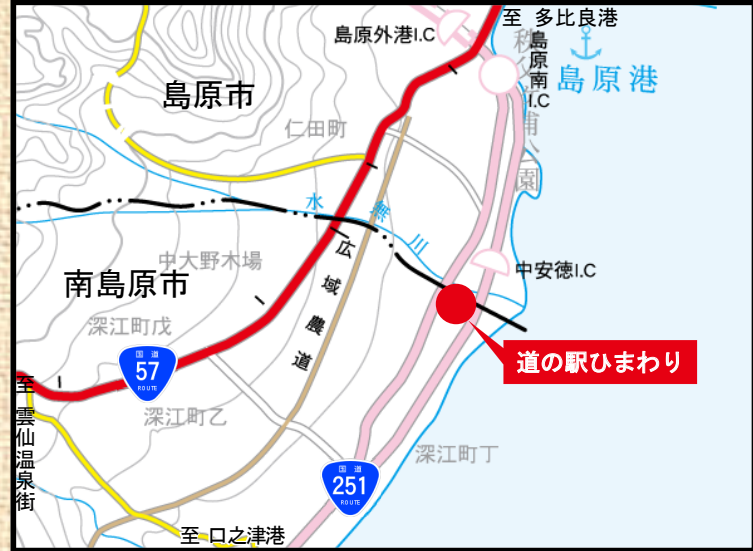 至 多比良港
島原外港I.C
島原南I.C
秩父が浦公園
島原港
島原市
仁田町
水無川
中大野木場
広域農道
中安徳I.C
南島原市
道の駅ひまわり
深江町戊
国道
57
ROUTE
至 雲仙温泉街
深江町乙
深江町丁
国道
251
ROUTE
至 口之津港